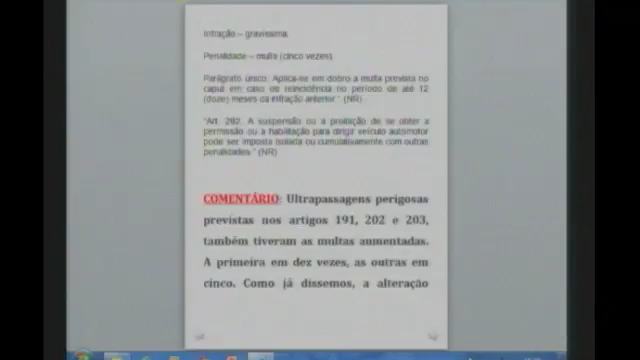 Infração – gravíssima
Penalidade – multa (cinco vezes)
Parágrafo único. Aplica-se em dobro a multa prevista no
caput em caso de reincidência no período de até 12
(doze) meses da infração anterior.” (NR)
“Art. 292. A suspensão ou a proibição de se obter a
permissão ou a habilitação para dirigir veículo automotor
pode ser imposta isolada ou cumulativamente com outras
penalidades.” (NR)
COMENTÁRIO: Ultrapassagens perigosas
previstas nos artigos 191, 202 e 203,
também tiveram as multas aumentadas.
A primeira em dez vezes, as outras em
cinco. Como já dissemos, a alteração